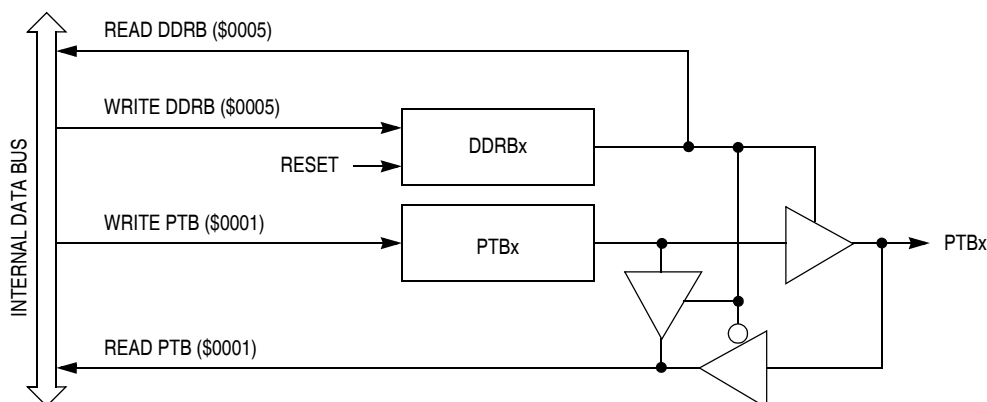 READ DDRB ($0005)
WRITE DDRB ($0005)
DDRBx
RESET
INTERNAL DATA BUS
WRITE PTB ($0001)
PTBx
PTBx
READ PTB ($0001)